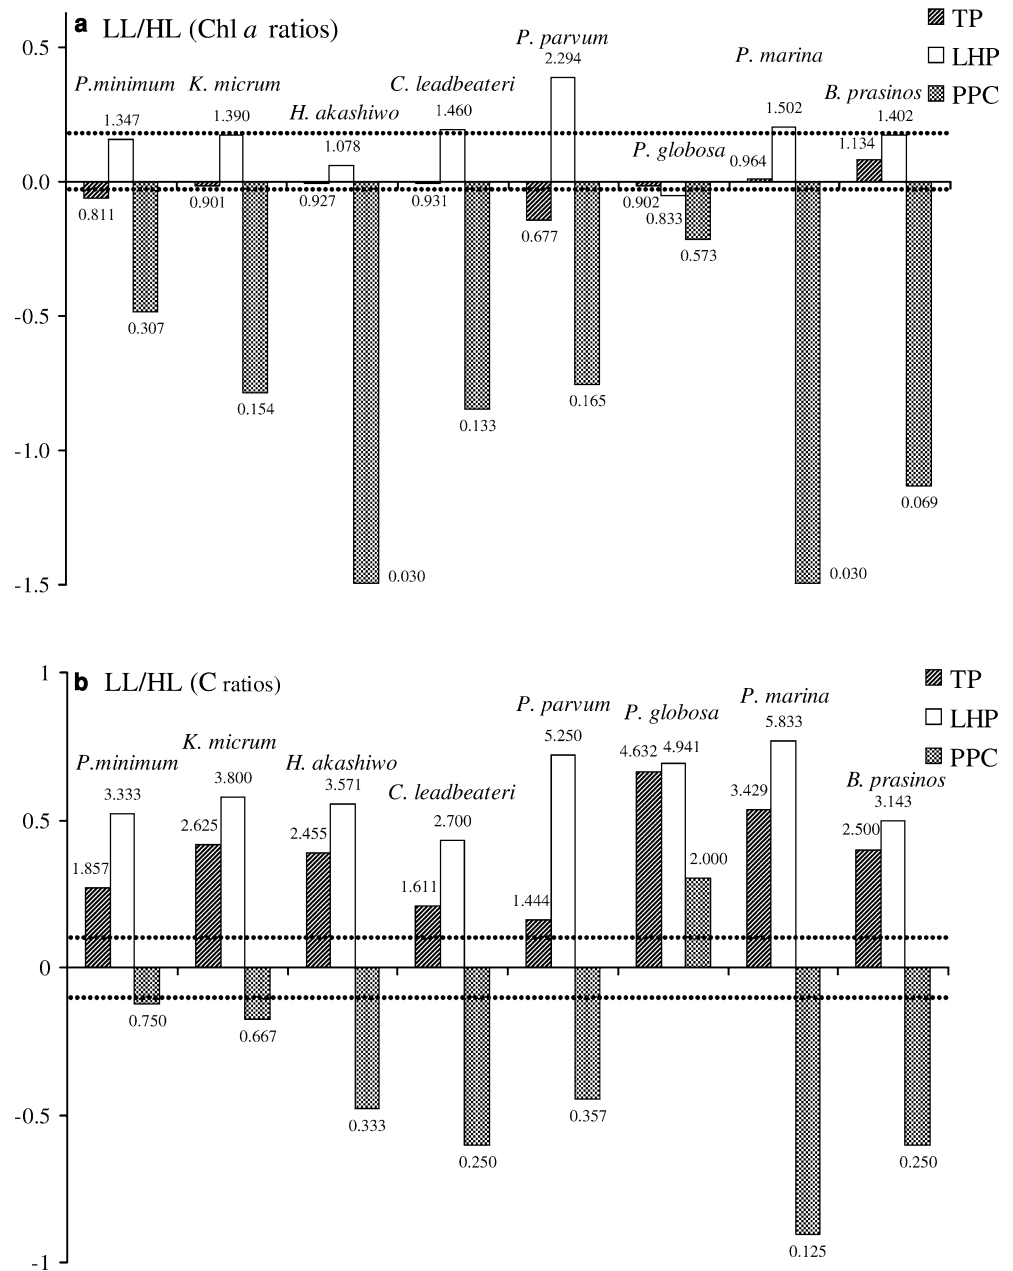 a LL/HL (Chl a ratios)
TP
LHP
PPC
0.5
0.0
-0.5
-1.0
-1.5
P.minimum
1.347
0.811
0.307
K. micrum
1.390
0.901
0.154
H. akashiwo
1.078
0.927
0.030
C. leadbeateri
1.460
0.931
0.133
P. parvum
2.294
0.677
0.165
P. globosa
0.902
0.833
0.573
P. marina
1.502
0.964
0.030
B. prasinos
1.402
1.134
0.069
b LL/HL (C ratios)
TP
LHP
PPC
1
0.5
0
-0.5
-1
P.minimum
3.333
1.857
0.750
K. micrum
3.800
2.625
0.667
H. akashiwo
3.571
2.455
0.333
C. leadbeateri
2.700
1.611
0.250
P. parvum
5.250
1.444
0.357
P. globosa
4.632 4.941
2.000
P. marina
5.833
3.429
0.125
B. prasinos
3.143
2.500
0.250